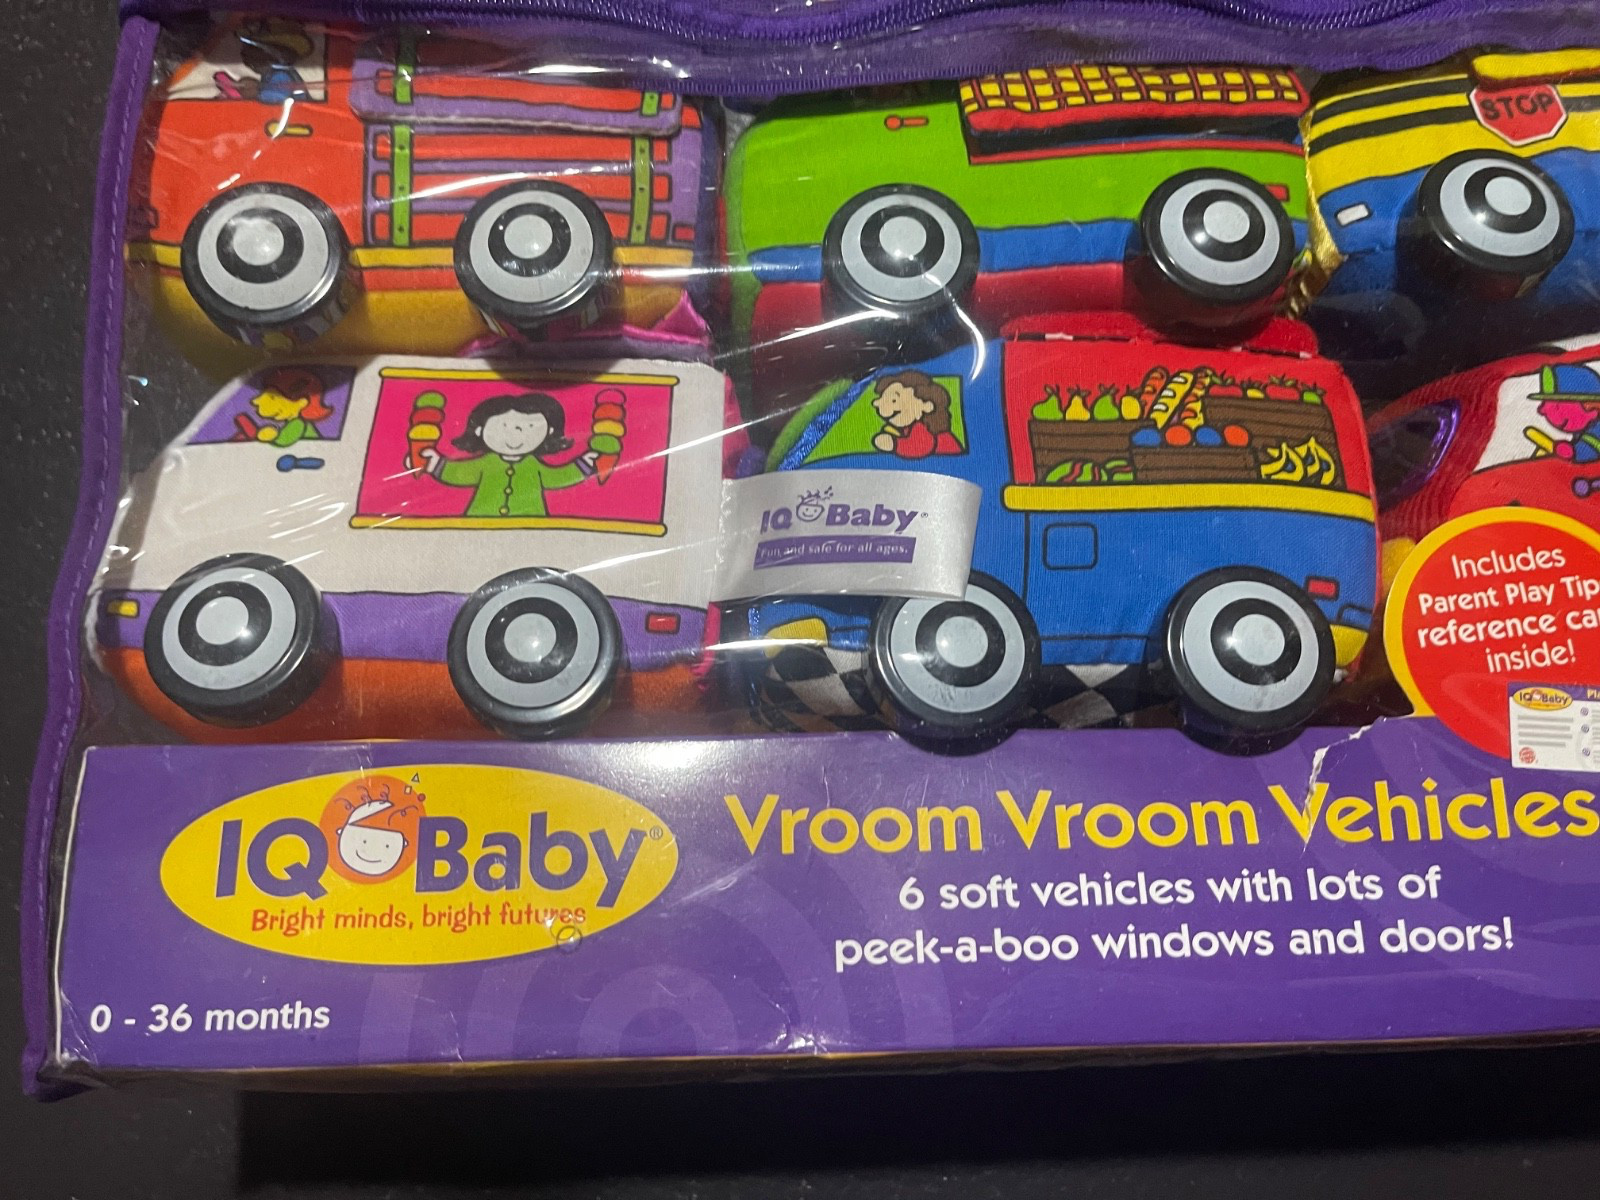 STOP
IQ Baby®
Fun and safe for all ages.
Includes
Parent Play Tip
reference ca
inside!
IQ Baby
IQ Baby®
Bright minds, bright futures
Vroom Vroom Vehicles
6 soft vehicles with lots of
peek-a-boo windows and doors!
0 - 36 months